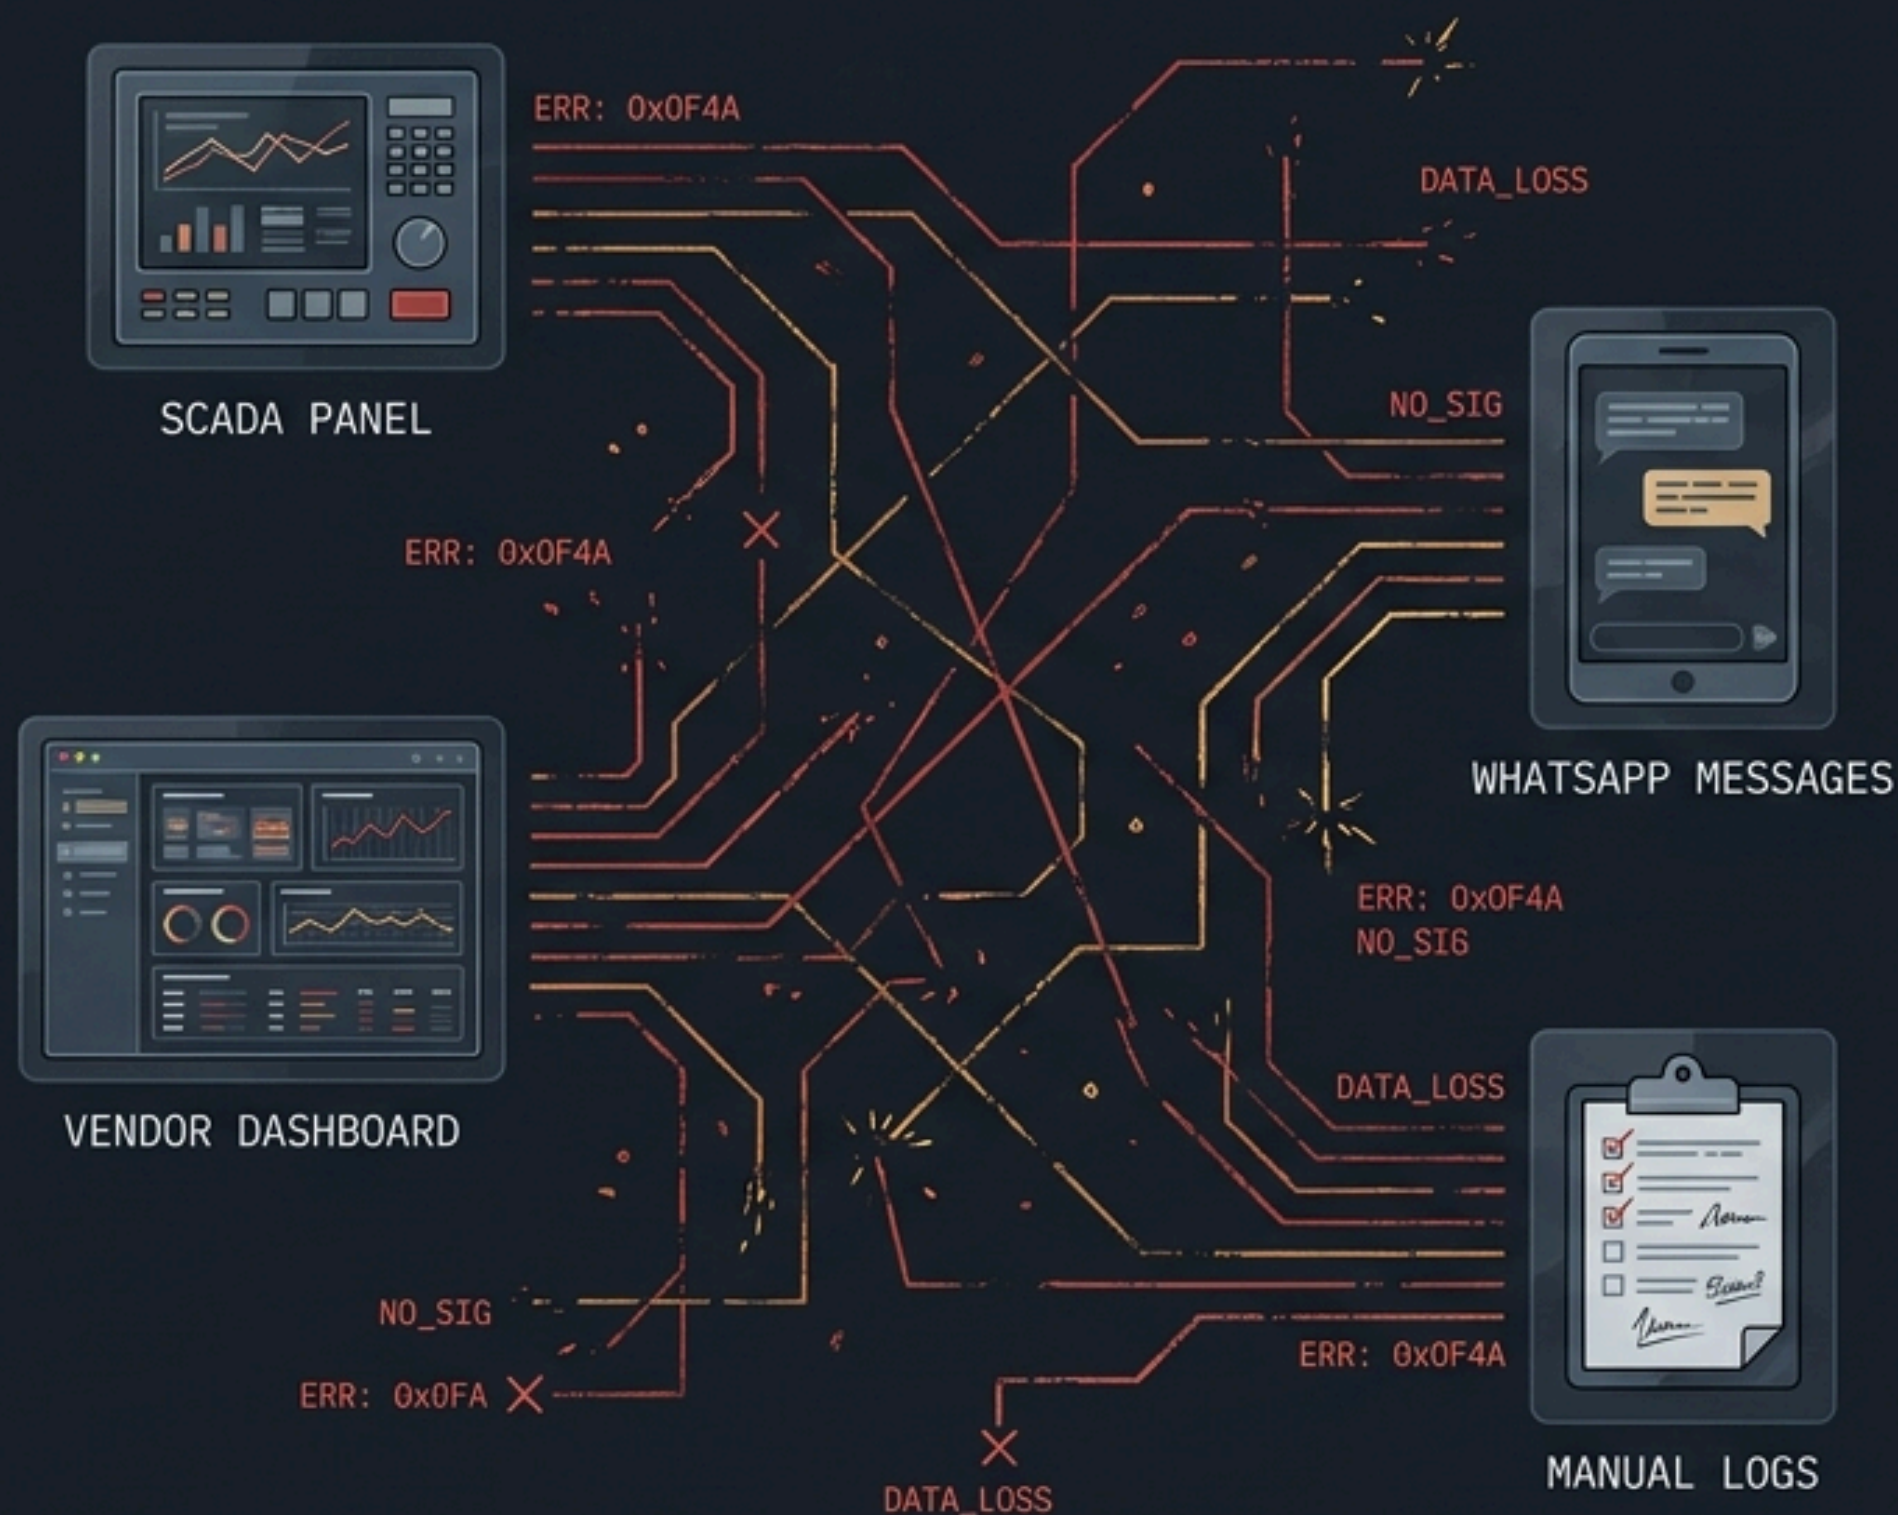 ERR: 0x0F4A
DATA_LOSS
NO_SIG
SCADA PANEL
ERR: 0x0F4A
WHATSAPP MESSAGES
ERR: 0x0F4A
NO_SIG
DATA_LOSS
VENDOR DASHBOARD
NO_SIG
ERR: 0x0F4A
ERR: 0x0FA
MANUAL LOGS
DATA_LOSS